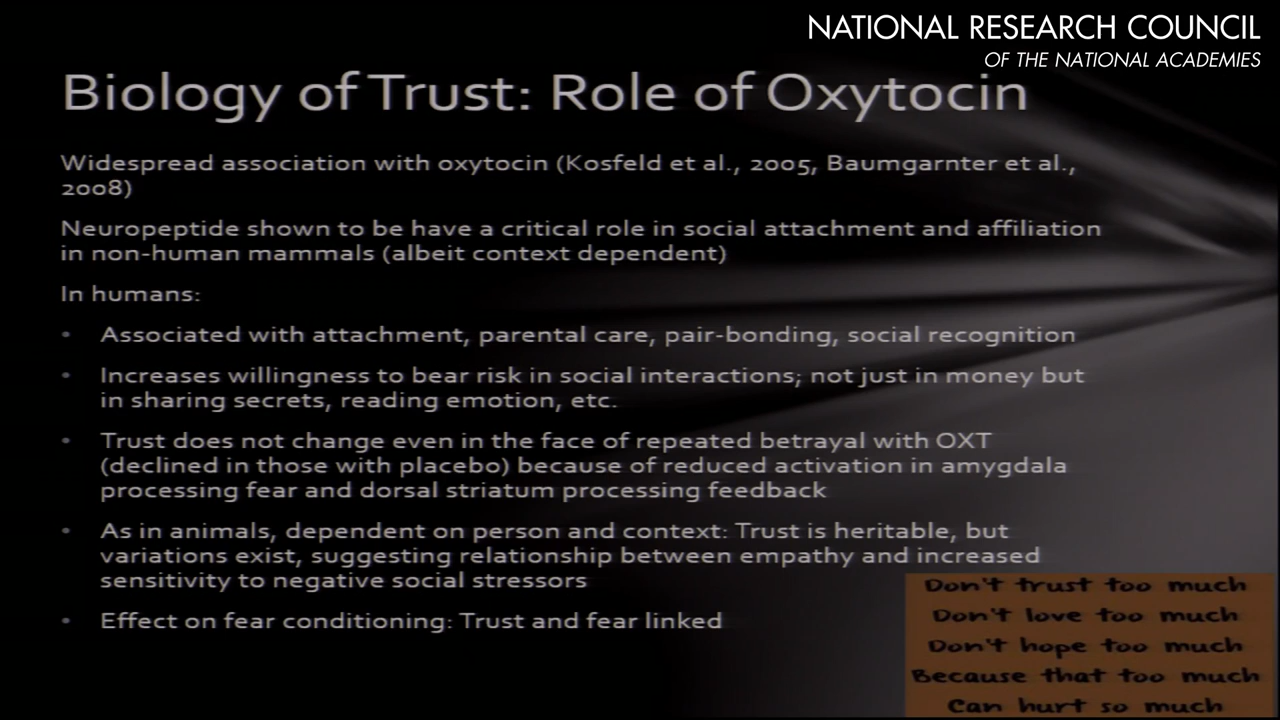 NATIONAL RESEARCH COUNCIL
OF THE NATIONAL ACADEMIES
Biology of Trust: Role of Oxytocin
Widespread association with oxytocin (Kosfeld et al., 2005, Baumgarnter et al.,
2008)
Neuropeptide shown to be have a critical role in social attachment and affiliation
in non-human mammals (albeit context dependent)
In humans:
• Associated with attachment, parental care, pair-bonding, social recognition
• Increases willingness to bear risk in social interactions; not just in money but
in sharing secrets, reading emotion, etc.
• Trust does not change even in the face of repeated betrayal with OXT
(declined in those with placebo) because of reduced activation in amygdala
processing fear and dorsal striatum processing feedback
• As in animals, dependent on person and context: Trust is heritable, but
variations exist, suggesting relationship between empathy and increased
sensitivity to negative social stressors
• Effect on fear conditioning: Trust and fear linked
Don't trust too much
Don't love too much
Don't hope too much
Because that too much
Can hurt so much